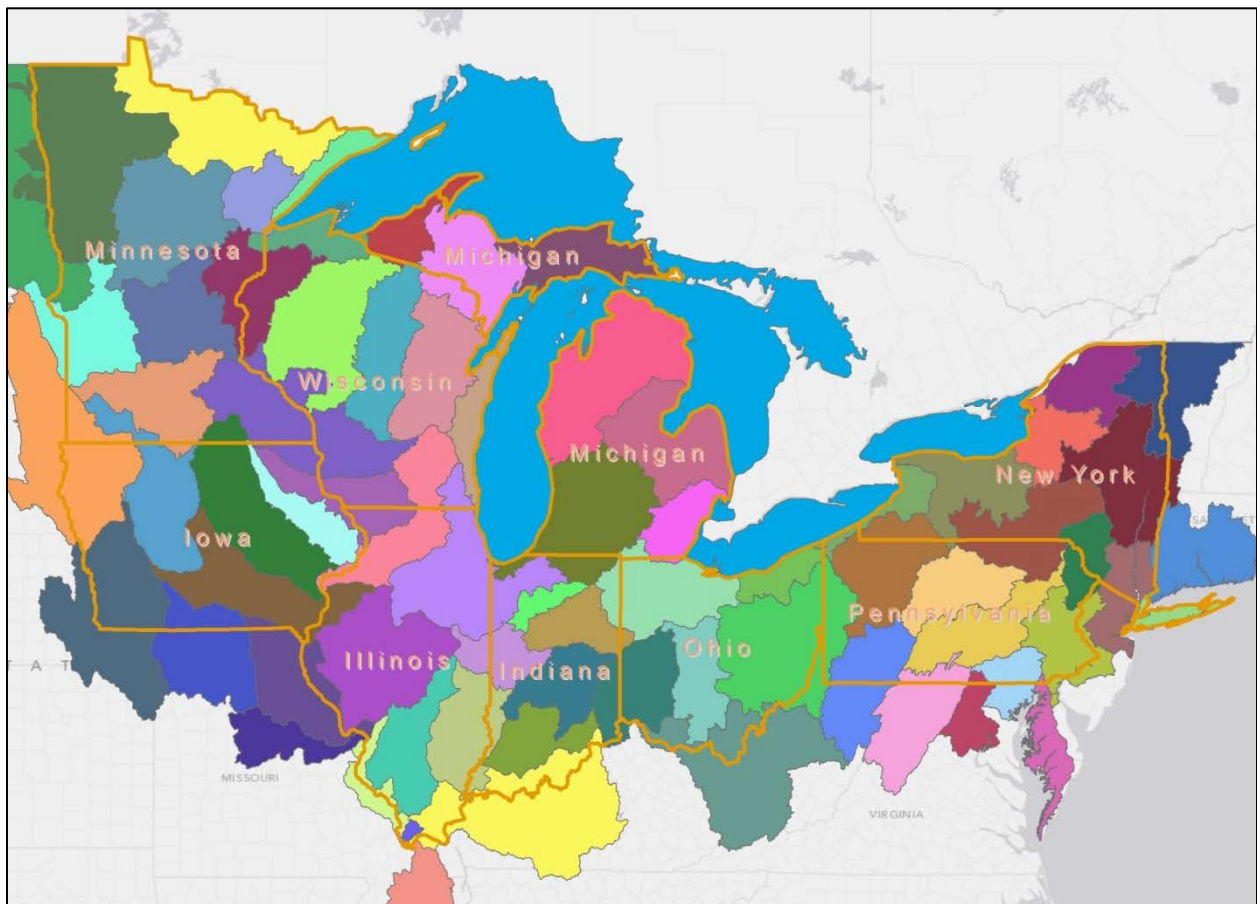 Minnesota
Michigan
Wisconsin
Michigan
New York
Iowa
Pennsylvania
Illinois
Indiana
Ohio
T A T
MISSOURI
VIRGINIA